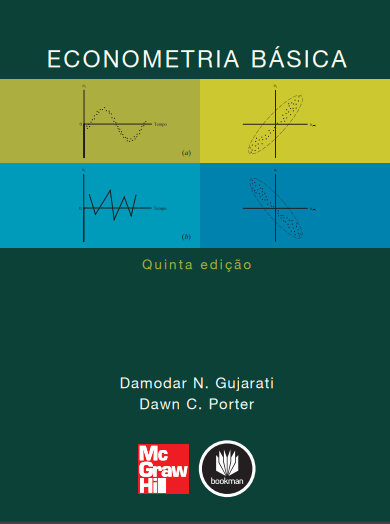 ECONOMETRIA BÁSICA
Tempo
(a)
Tempo
(b)
Quinta edição
Damodar N. Gujarati
Dawn C. Porter
Mc
Graw
Hill
bookman